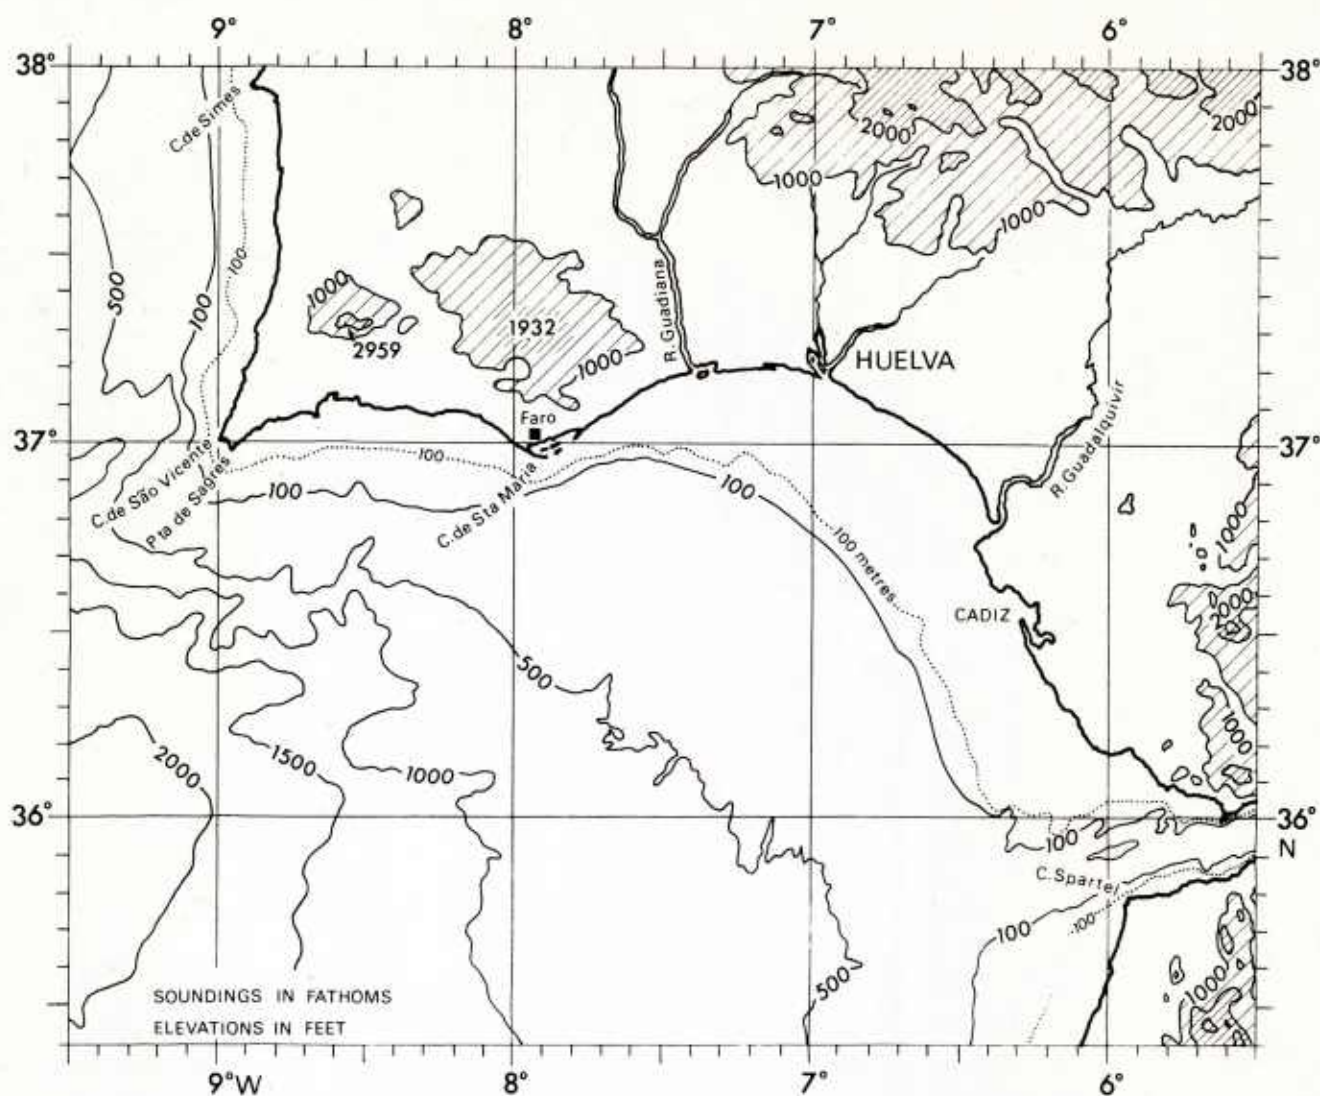 9° 8° 7° 6°
38° 38°
C. de Simes
2000 2000
1000
1000
100
500
100
1000
R. Guadiana
1932
2959
1000
HUELVA
Faro
37° 37°
R. Guadalquivir
100
C. de São Vicente
Pta de Sagres
100
C. de Sta Maria
100
1000
100 metres
2000
CADIZ
500
1000
2000
1500
1000
36° 36°
N
100
C. Spartel
100
100
500
1000
SOUNDINGS IN FATHOMS
ELEVATIONS IN FEET
9°W 8° 7° 6°